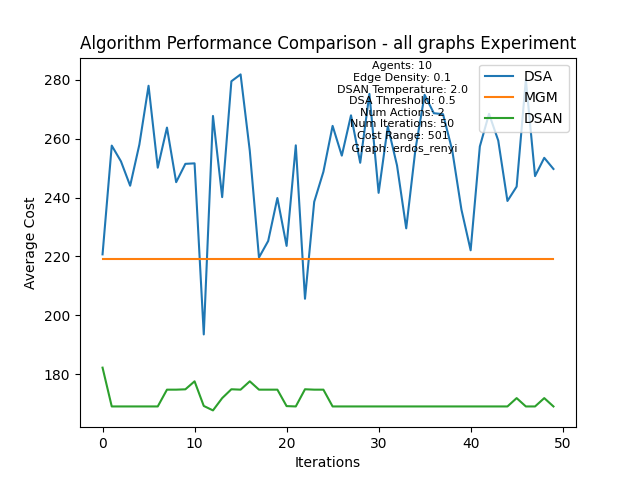 Algorithm Performance Comparison - all graphs Experiment
Agents: 10
Edge Density: 0.1
DSAN Temperature: 2.0
DSA Threshold: 0.5
Num Actions: 2
Num Iterations: 50
Cost Range: 501
Graph: erdos_renyi
DSA
MGM
DSAN
280
260
240
220
200
180
Average Cost
0 10 20 30 40 50
Iterations